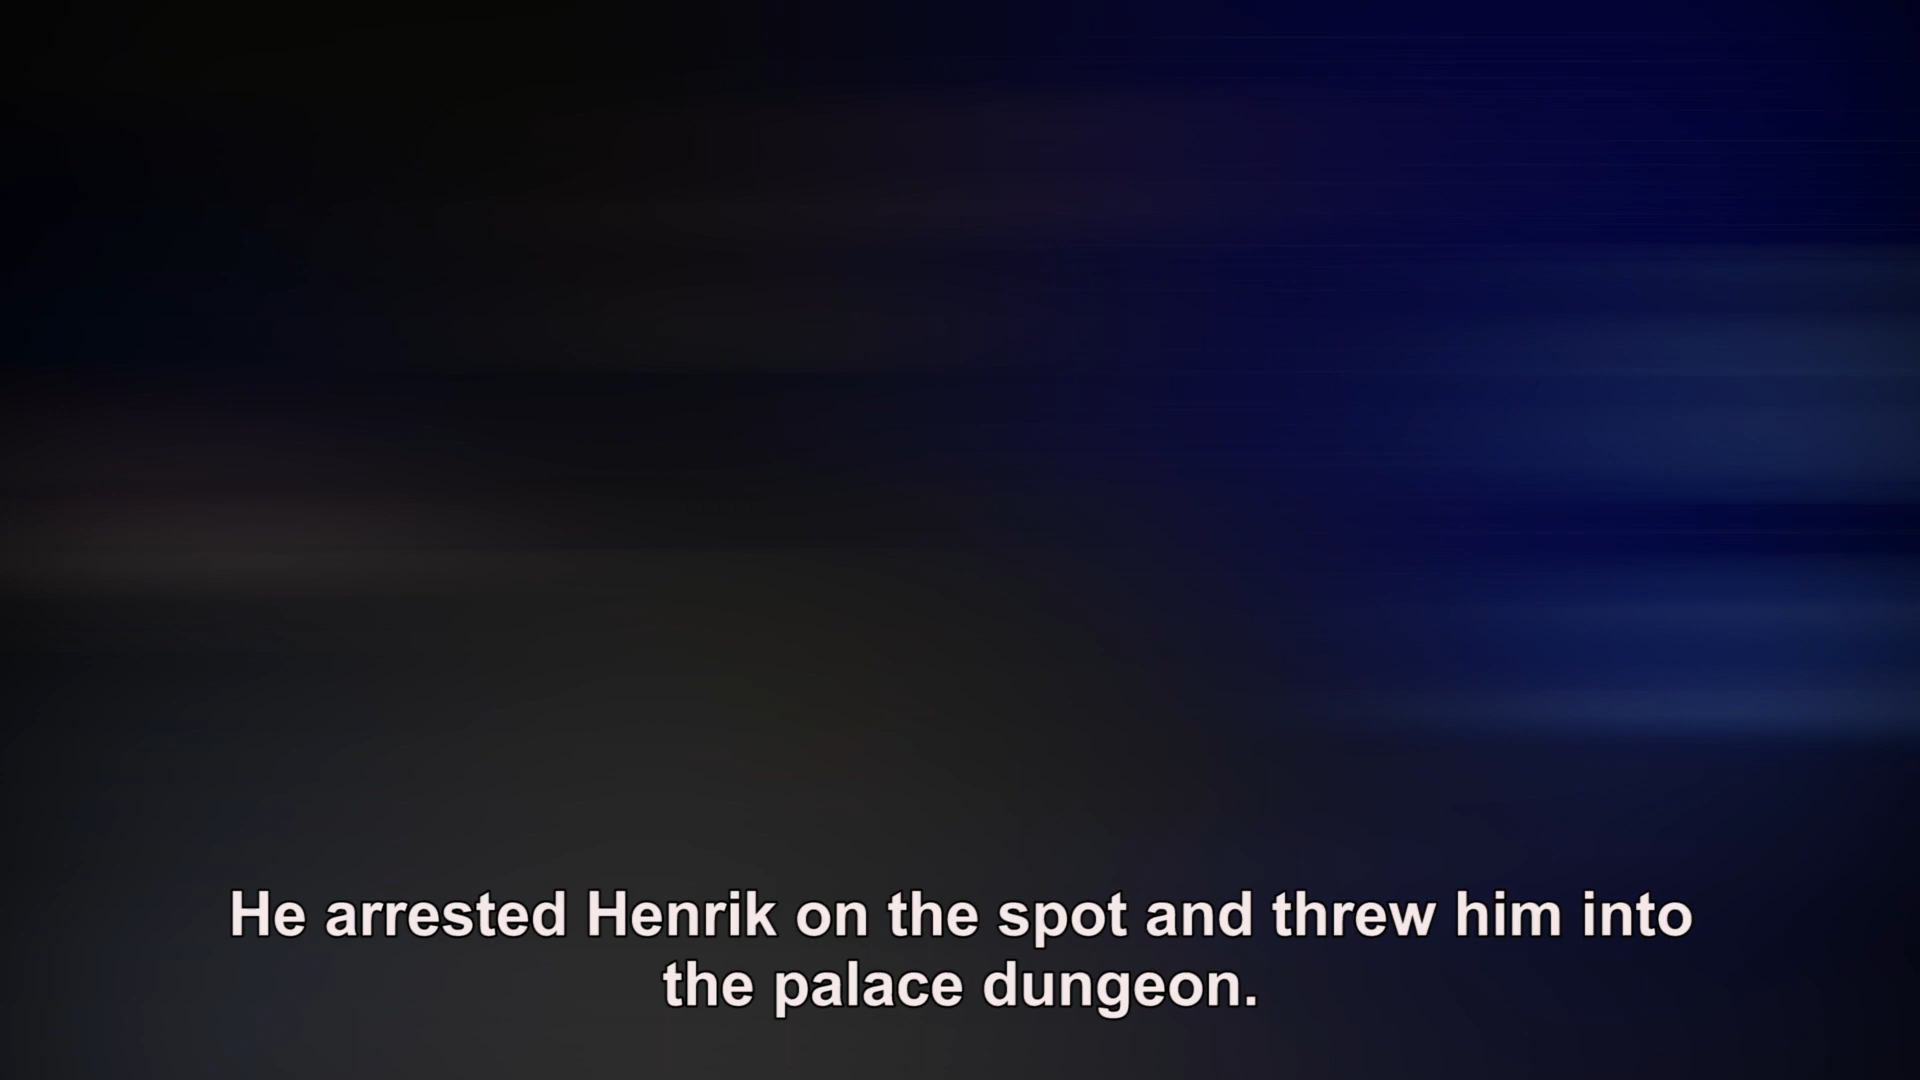 He arrested Henrik on the spot and threw him into
the palace dungeon.